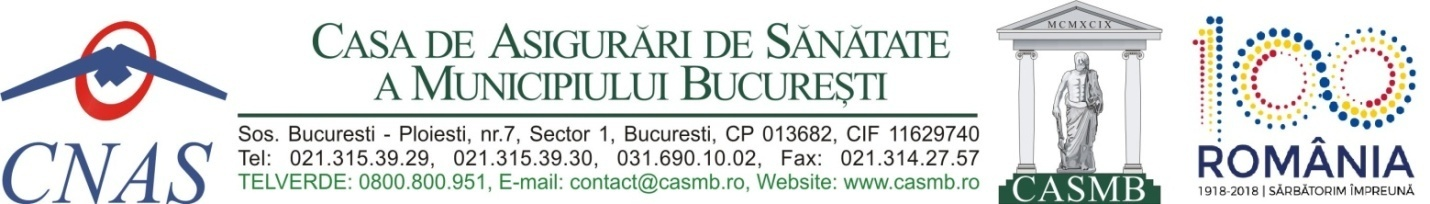 CNAS
CASA DE ASIGURĂRI DE SĂNĂTATE
A MUNICIPIULUI BUCUREȘTI
Sos. Bucuresti - Ploiesti, nr.7, Sector 1, Bucuresti, CP 013682, CIF 11629740
Tel: 021.315.39.29, 021.315.39.30, 031.690.10.02, Fax: 021.314.27.57
TELVERDE: 0800.800.951, E-mail: contact@casmb.ro, Website: www.casmb.ro
MCMXCIX
CASMB
100
ROMÂNIA
1918-2018 | SĂRBĂTORIM ÎMPREUNĂ